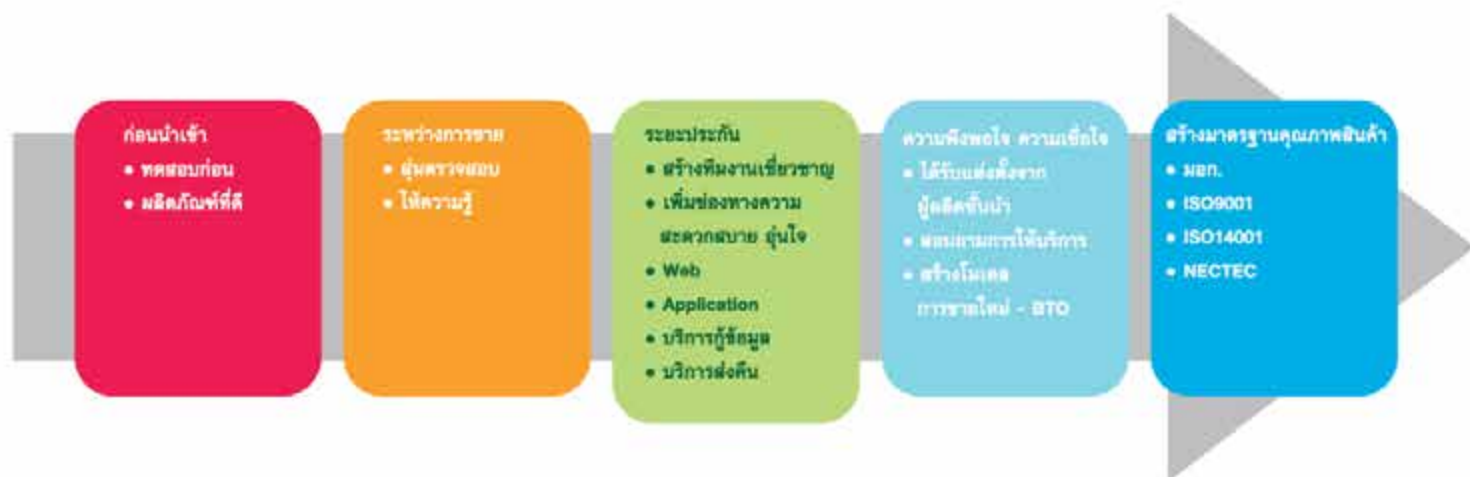 ก่อนนำเข้า
• ทดสอบก่อน
• ผลิตภัณฑ์ที่ดี
ระหว่างการขาย
• สุ่มตรวจสอบ
• ให้ความรู้
ระยะประกัน
• สร้างทีมงานเชี่ยวชาญ
• เพิ่มช่องทางความ
สะดวกสบาย อุ่นใจ
• Web
• Application
• บริการกู้ข้อมูล
• บริการส่งคืน
ความพึงพอใจ ความเชื่อใจ
• ได้รับแต่งตั้งจาก
ผู้ผลิตชั้นนำ
• สอบถามการให้บริการ
• สร้างโมเดล
การขายใหม่ - BTO
สร้างมาตรฐานคุณภาพสินค้า
• มอก.
• ISO9001
• ISO14001
• NECTEC